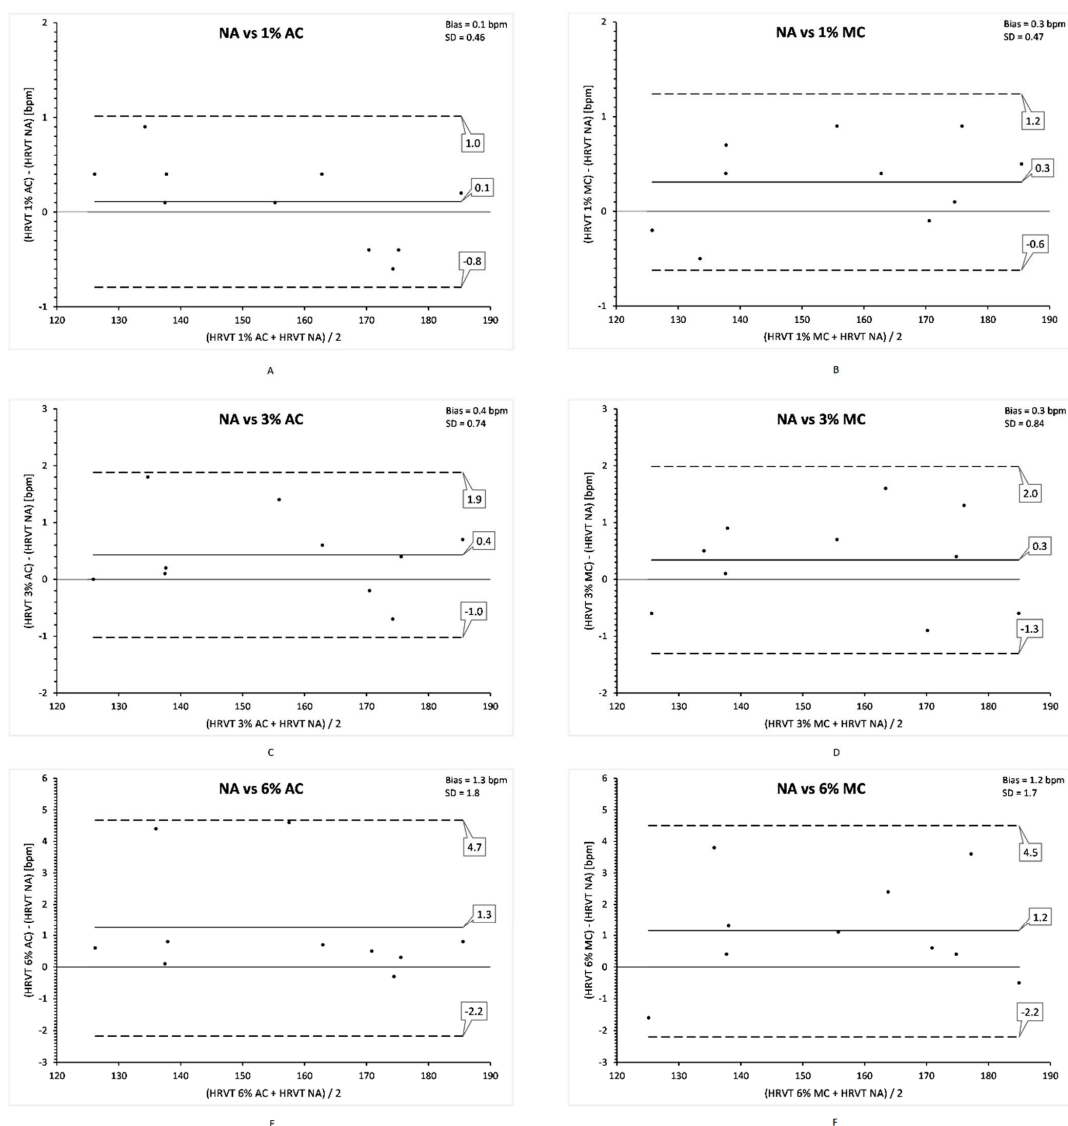 NA vs 1% AC
Bias = 0.1 bpm
SD = 0.46
(HRVT 1% AC) - (HRVT NA) [bpm]
2
1
0
-1
1.0
0.1
-0.8
120 130 140 150 160 170 180 190
(HRVT 1% AC + HRVT NA) / 2
A
NA vs 1% MC
Bias = 0.3 bpm
SD = 0.47
(HRVT 1% MC) - (HRVT NA) [bpm]
2
1
0
-1
1.2
0.3
-0.6
120 130 140 150 160 170 180 190
(HRVT 1% MC + HRVT NA) / 2
B
NA vs 3% AC
Bias = 0.4 bpm
SD = 0.74
(HRVT 3% AC) - (HRVT NA) [bpm]
3
2
1
0
-1
-2
1.9
0.4
-1.0
120 130 140 150 160 170 180 190
(HRVT 3% AC + HRVT NA) / 2
C
NA vs 3% MC
Bias = 0.3 bpm
SD = 0.84
(HRVT 3% MC) - (HRVT NA) [bpm]
3
2
1
0
-1
-2
2.0
0.3
-1.3
120 130 140 150 160 170 180 190
(HRVT 3% MC + HRVT NA) / 2
D
NA vs 6% AC
Bias = 1.3 bpm
SD = 1.8
(HRVT 6% AC) - (HRVT NA) [bpm]
6
5
4
3
2
1
0
-1
-2
-3
4.7
1.3
-2.2
120 130 140 150 160 170 180 190
(HRVT 6% AC + HRVT NA) / 2
NA vs 6% MC
Bias = 1.2 bpm
SD = 1.7
(HRVT 6% MC) - (HRVT NA) [bpm]
6
5
4
3
2
1
0
-1
-2
-3
4.5
1.2
-2.2
120 130 140 150 160 170 180 190
(HRVT 6% MC + HRVT NA) / 2